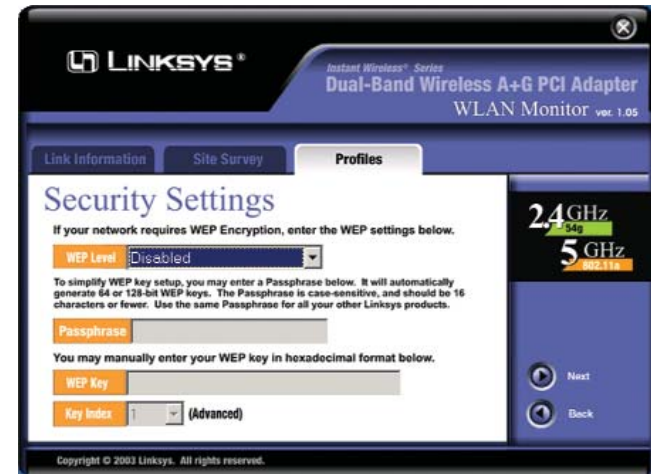 LINKSYS®
Instant Wireless® Series
Dual-Band Wireless A+G PCI Adapter
WLAN Monitor ver. 1.05
Link Information
Site Survey
Profiles
Security Settings
If your network requires WEP Encryption, enter the WEP settings below.
WEP Level Disabled
To simplify WEP key setup, you may enter a Passphrase below. It will automatically
generate 64 or 128-bit WEP keys. The Passphrase is case-sensitive, and should be 16
characters or fewer. Use the same Passphrase for all your other Linksys products.
Passphrase
You may manually enter your WEP key in hexadecimal format below.
WEP Key
Key Index 1 (Advanced)
2.4 GHz
54g
5 GHz
802.11a
Next
Back
Copyright © 2003 Linksys. All rights reserved.